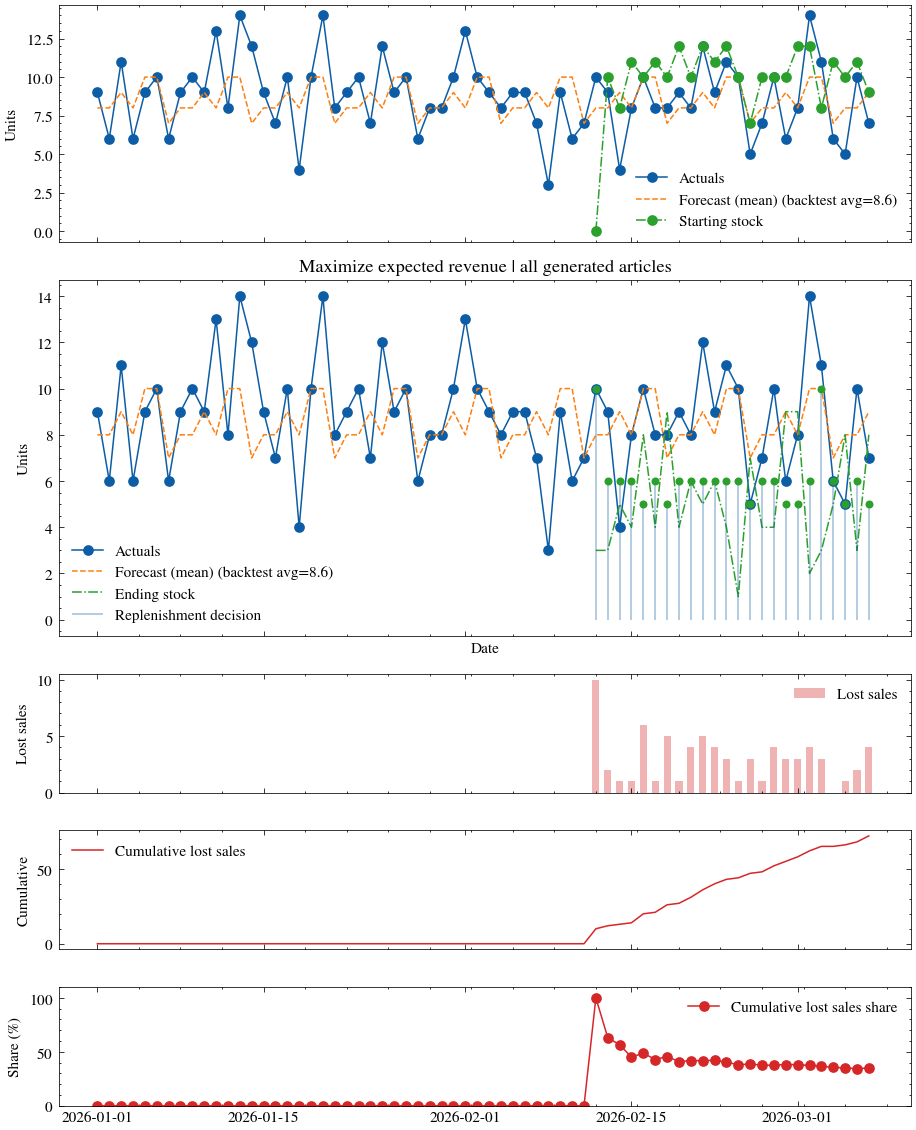 12.5
10.0
7.5
5.0
2.5
0.0
Units
Actuals
Forecast (mean) (backtest avg=8.6)
Starting stock
Maximize expected revenue | all generated articles
14
12
10
8
6
4
2
0
Units
Actuals
Forecast (mean) (backtest avg=8.6)
Ending stock
Replenishment decision
Date
10
5
0
Lost sales
Lost sales
50
0
Cumulative
Cumulative lost sales
100
50
0
Share (%)
Cumulative lost sales share
2026-01-01
2026-01-15
2026-02-01
2026-02-15
2026-03-01